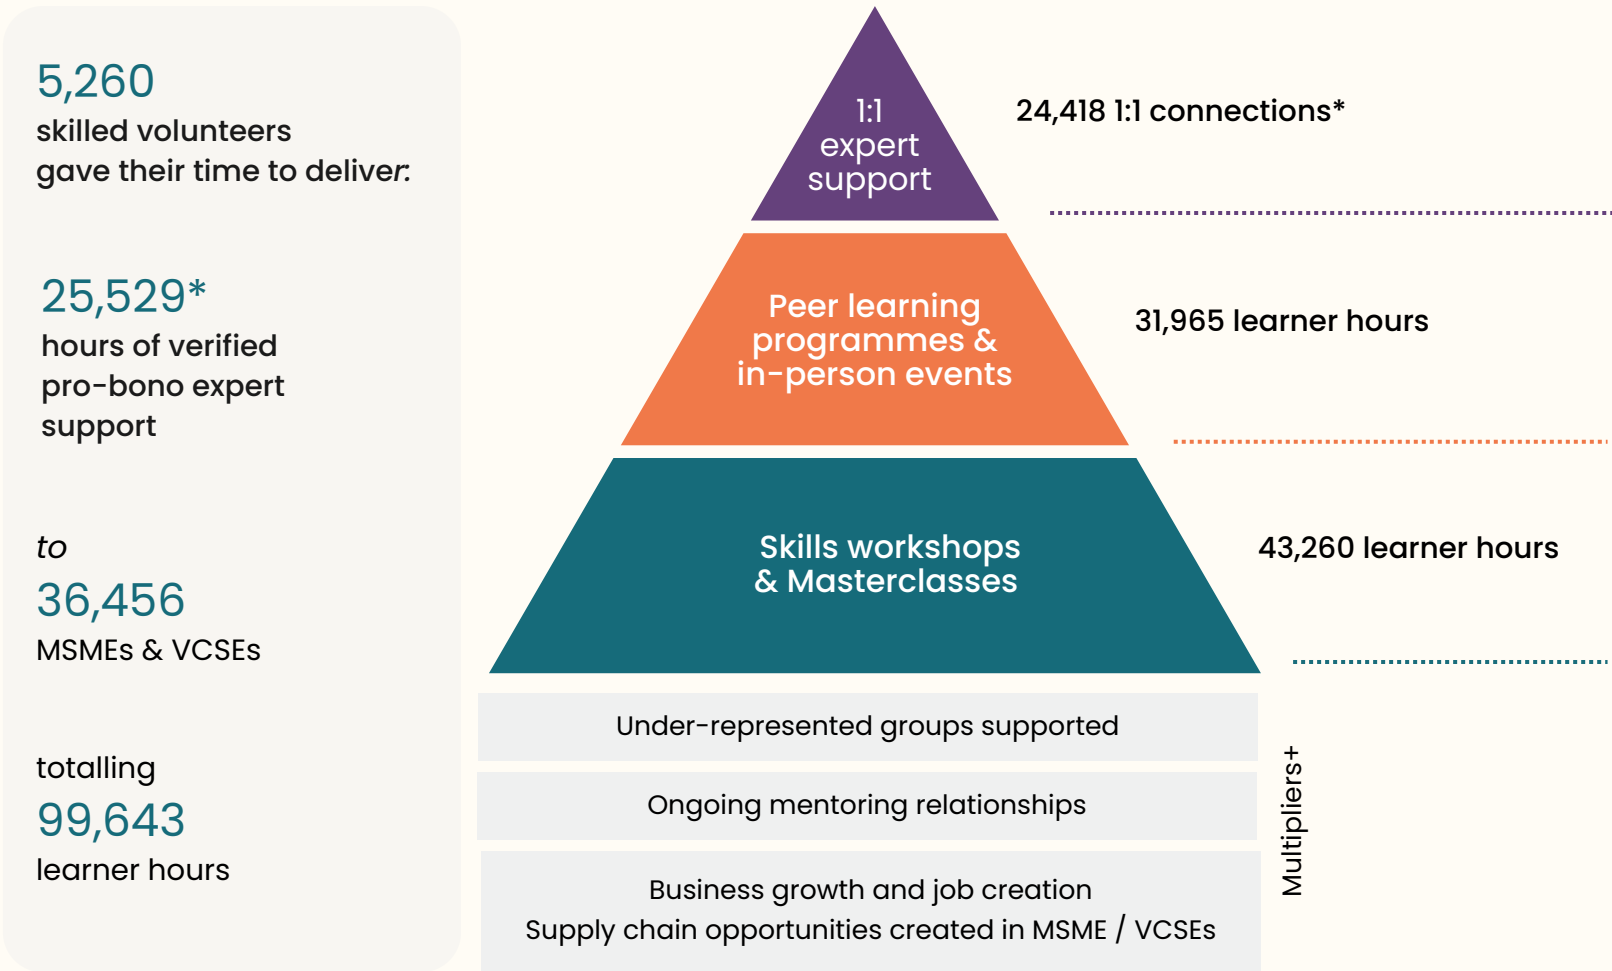 5,260
skilled volunteers
gave their time to deliver:
25,529*
hours of verified
pro-bono expert
support
to
36,456
MSMEs & VCSEs
totalling
99,643
learner hours
1:1
expert
support
24,418 1:1 connections*
Peer learning
programmes &
in-person events
31,965 learner hours
Skills workshops
& Masterclasses
43,260 learner hours
Under-represented groups supported
Ongoing mentoring relationships
Business growth and job creation
Supply chain opportunities created in MSME / VCSEs
Multipliers+